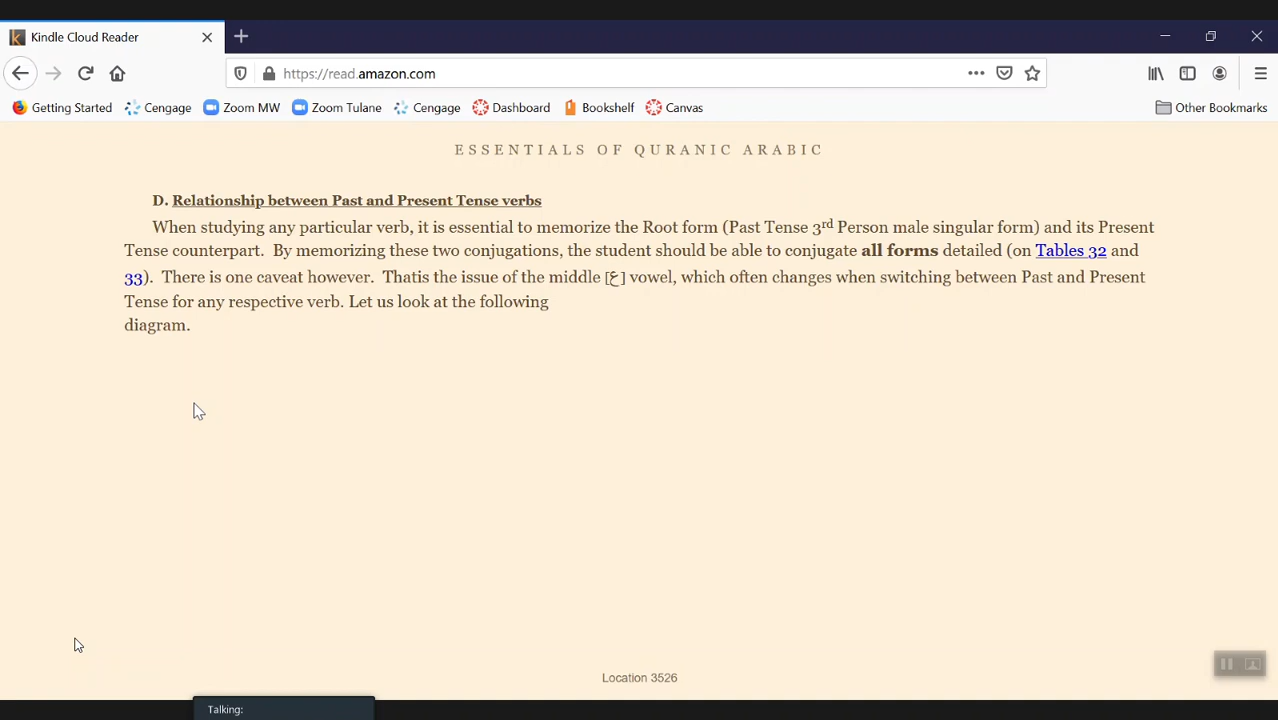 Kindle Cloud Reader
https://read.amazon.com
Getting Started Cengage Zoom MW Zoom Tulane Cengage Dashboard Bookshelf Canvas Other Bookmarks
ESSENTIALS OF QURANIC ARABIC
D. Relationship between Past and Present Tense verbs
When studying any particular verb, it is essential to memorize the Root form (Past Tense 3rd Person male singular form) and its Present
Tense counterpart. By memorizing these two conjugations, the student should be able to conjugate all forms detailed (on Tables 32 and
33). There is one caveat however. Thatis the issue of the middle [ع] vowel, which often changes when switching between Past and Present
Tense for any respective verb. Let us look at the following
diagram.
Location 3526
Talking: